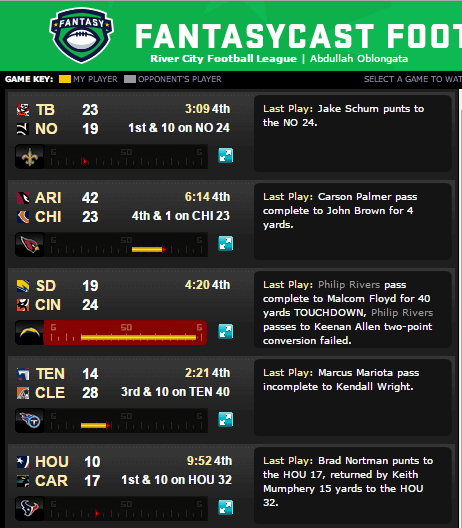 FANTASY
FANTASYCAST FOOT
River City Football League | Abdullah Oblongata
GAME KEY: MY PLAYER OPPONENT'S PLAYER SELECT A GAME TO WAT
TB 23 3:09 4th
NO 19 1st & 10 on NO 24
G 50 G
Last Play: Jake Schum punts to
the NO 24.
ARI 42 6:14 4th
CHI 23 4th & 1 on CHI 23
G 50 G
Last Play: Carson Palmer pass
complete to John Brown for 4
yards.
SD 19 4:20 4th
CIN 24
G 50 G
Last Play: Philip Rivers pass
complete to Malcom Floyd for 40
yards TOUCHDOWN, Philip Rivers
passes to Keenan Allen two-point
conversion failed.
TEN 14 2:21 4th
CLE 28 3rd & 10 on TEN 40
G 50 G
Last Play: Marcus Mariota pass
incomplete to Kendall Wright.
HOU 10 9:52 4th
CAR 17 1st & 10 on HOU 32
G 50 G
Last Play: Brad Nortman punts to
the HOU 17, returned by Keith
Mumphery 15 yards to the HOU
32.